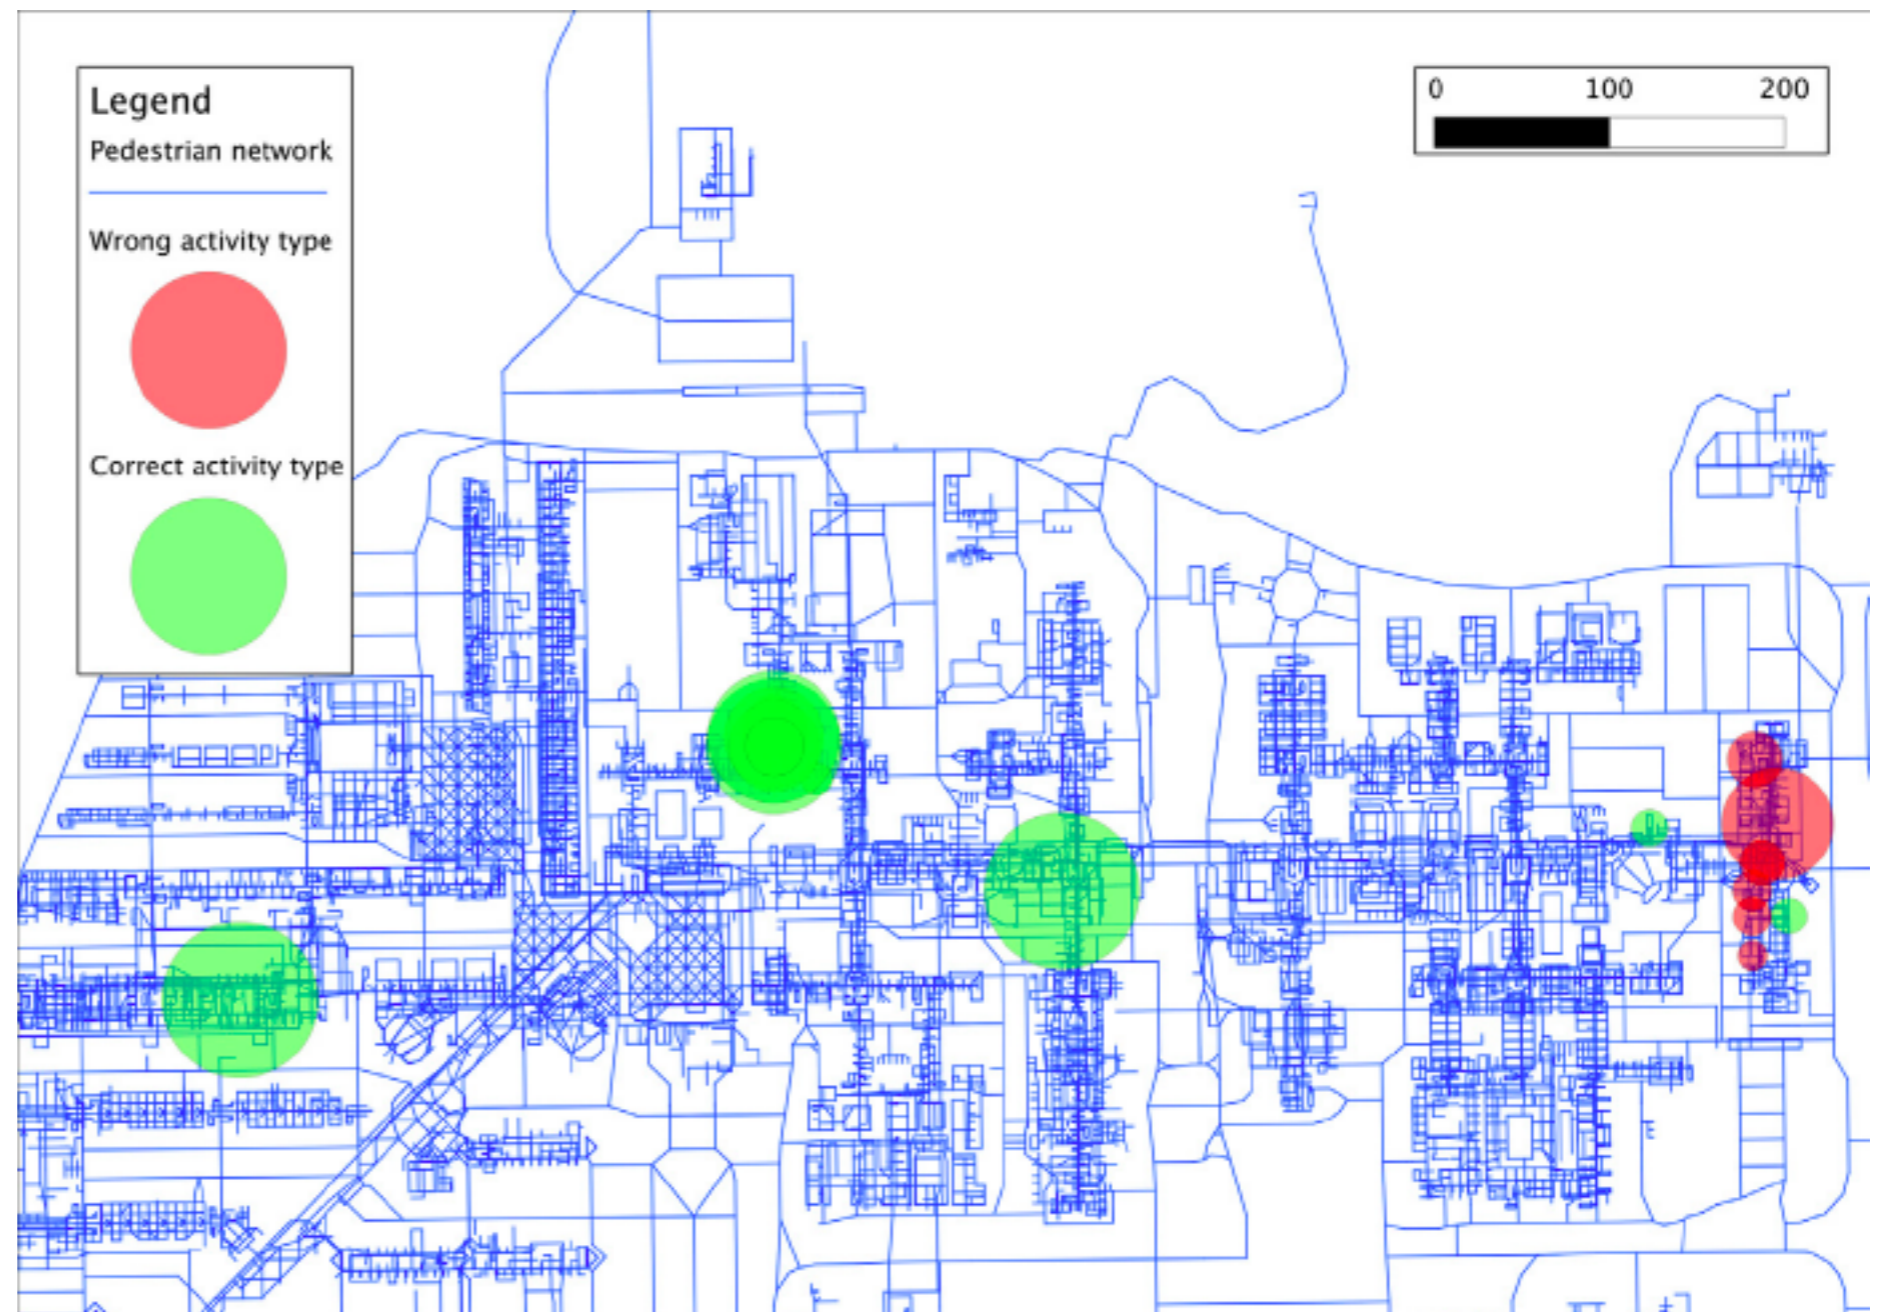 Legend
Pedestrian network
Wrong activity type
Correct activity type
0 100 200